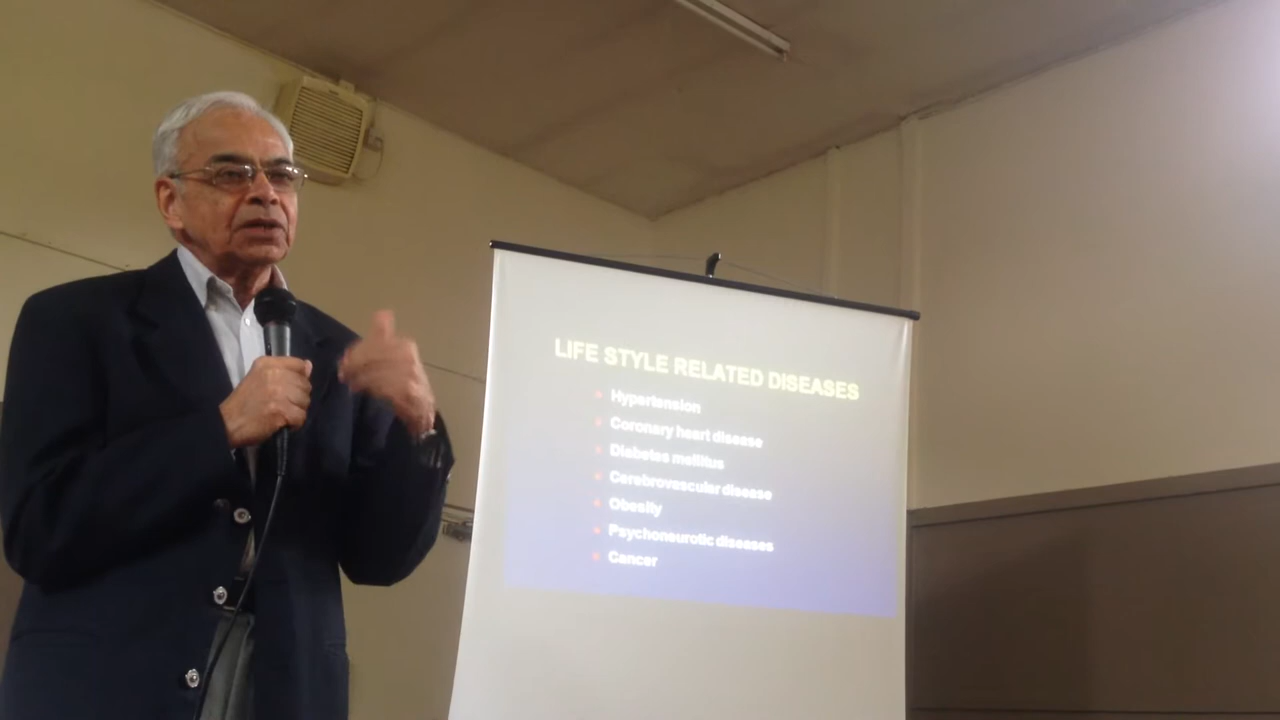 LIFE STYLE RELATED DISEASES
Hypertension
Coronary heart disease
Diabetes mellitus
Cerebrovascular disease
Obesity
Psychoneurotic diseases
Cancer